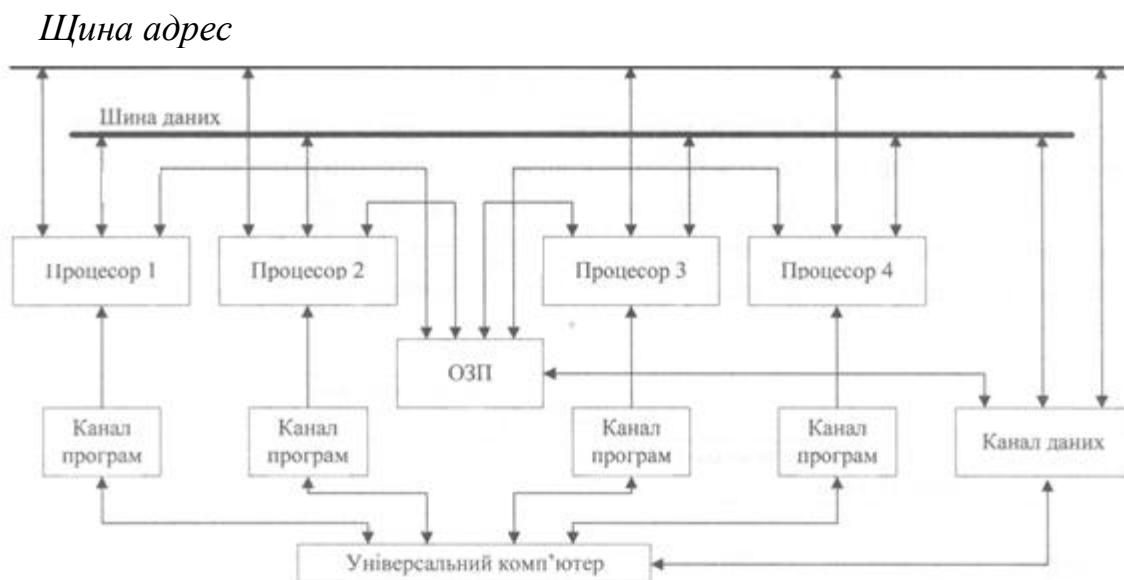 Щина адрес
Шина даних
Процесор 1
Процесор 2
Процесор 3
Процесор 4
ОЗП
Канал
програм
Канал
програм
Канал
програм
Канал
програм
Канал даних
Універсальний комп’ютер